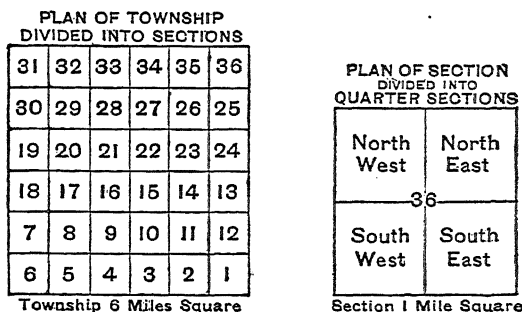 PLAN OF TOWNSHIP
DIVIDED INTO SECTIONS
31 32 33 34 35 36
30 29 28 27 26 25
19 20 21 22 23 24
18 17 16 15 14 13
7 8 9 10 11 12
6 5 4 3 2 1
Township 6 Miles Square
PLAN OF SECTION
DIVIDED INTO
QUARTER SECTIONS
North West
North East
36
South West
South East
Section 1 Mile Square